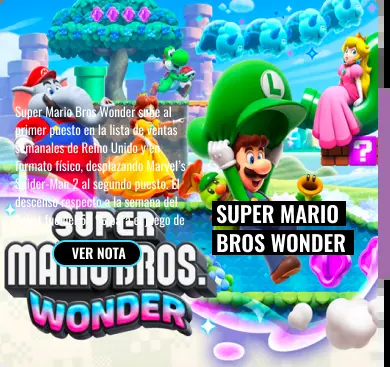 Super Mario Bros Wonder sube al
primer puesto en la lista de ventas
semanales de Reino Unido y en
formato físico, desplazando Marvel's
Spider-Man 2 al segundo puesto. El
descenso respecto a la semana del
de
SUPER
MARIO BROS.
WONDER
VER NOTA
L
SUPER MARIO
BROS WONDER
?